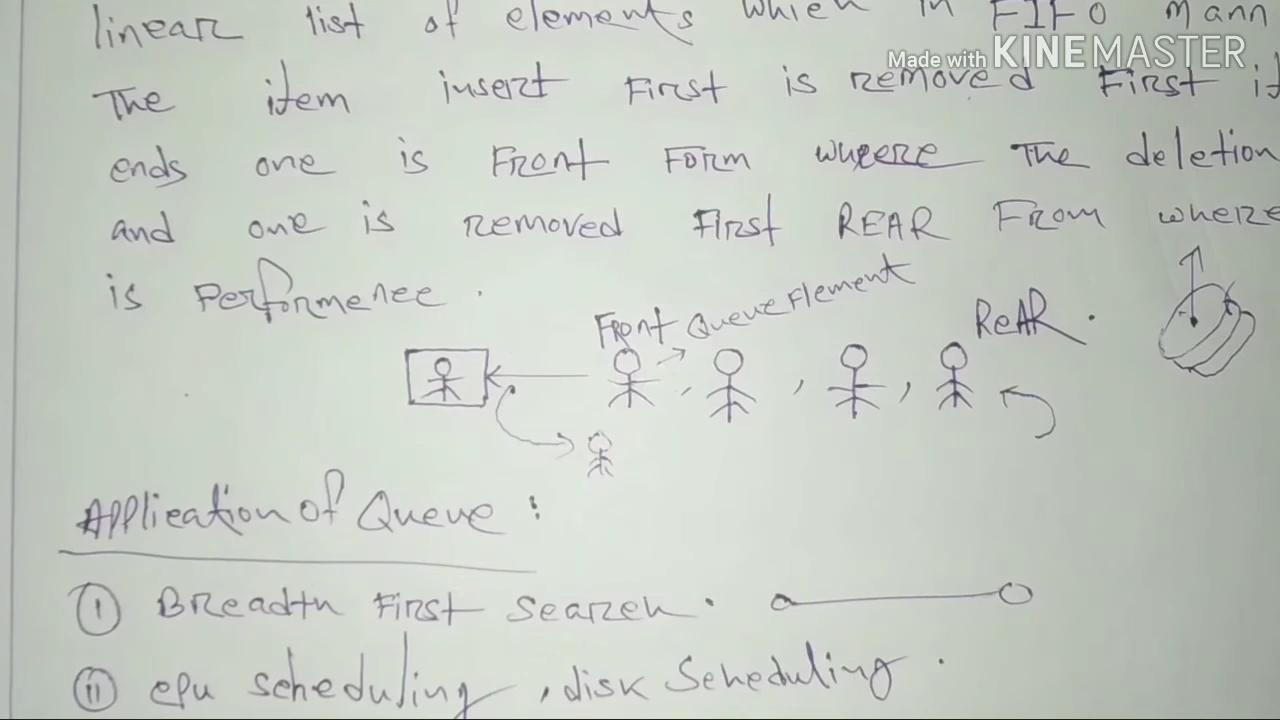 linear list of elements which in FIFO mann
Made with KINEMASTER
The item insert First is removed First it
ends one is Front Form where The deletion
and one is removed First REAR From where
is Performence.
Front Queue Element
ReAR.
Application of Queue:
(i) Breadth First search.
(ii) cpu scheduling, disk Scheduling.